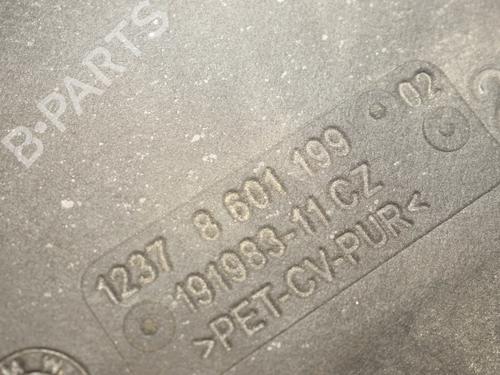 B-PARTS
1237 8 601 199 02
191983-11 CZ
>PET-CV-PUR<